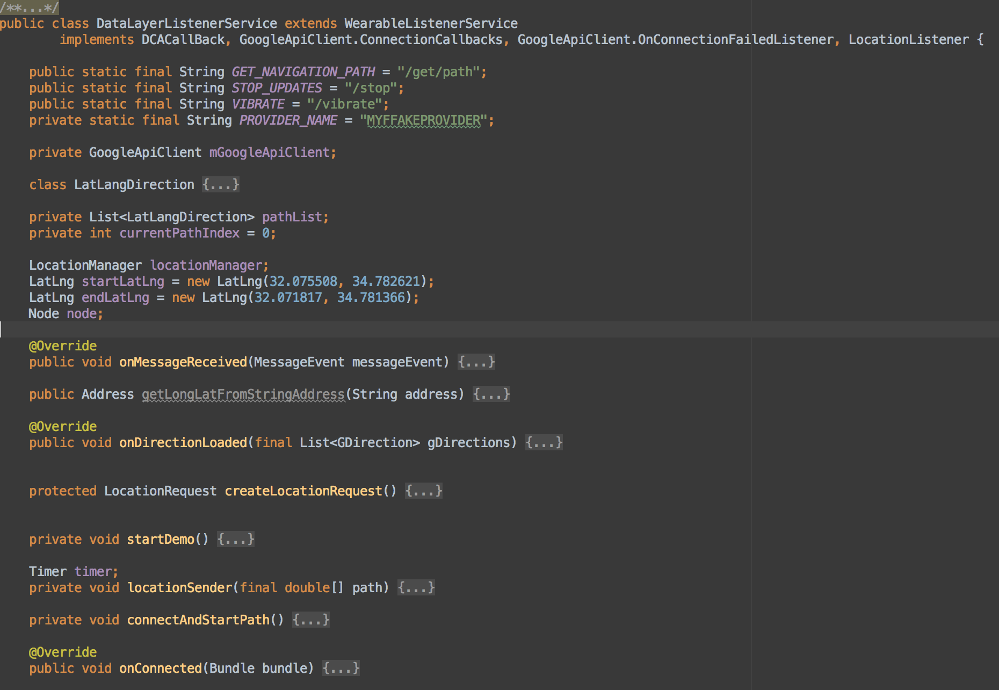 /**...*/
public class DataLayerListenerService extends WearableListenerService
        implements DCACallBack, GoogleApiClient.ConnectionCallbacks, GoogleApiClient.OnConnectionFailedListener, LocationListener {
    public static final String GET_NAVIGATION_PATH = "/get/path";
    public static final String STOP_UPDATES = "/stop";
    public static final String VIBRATE = "/vibrate";
    private static final String PROVIDER_NAME = "MYFFAKEPROVIDER";
    private GoogleApiClient mGoogleApiClient;
    class LatLangDirection {...}
    private List<LatLangDirection> pathList;
    private int currentPathIndex = 0;
    LocationManager locationManager;
    LatLng startLatLng = new LatLng(32.075508, 34.782621);
    LatLng endLatLng = new LatLng(32.071817, 34.781366);
    Node node;
    @Override
    public void onMessageReceived(MessageEvent messageEvent) {...}
    public Address getLongLatFromStringAddress(String address) {...}
    @Override
    public void onDirectionLoaded(final List<GDirection> gDirections) {...}
    protected LocationRequest createLocationRequest() {...}
    private void startDemo() {...}
    Timer timer;
    private void locationSender(final double[] path) {...}
    private void connectAndStartPath() {...}
    @Override
    public void onConnected(Bundle bundle) {...}